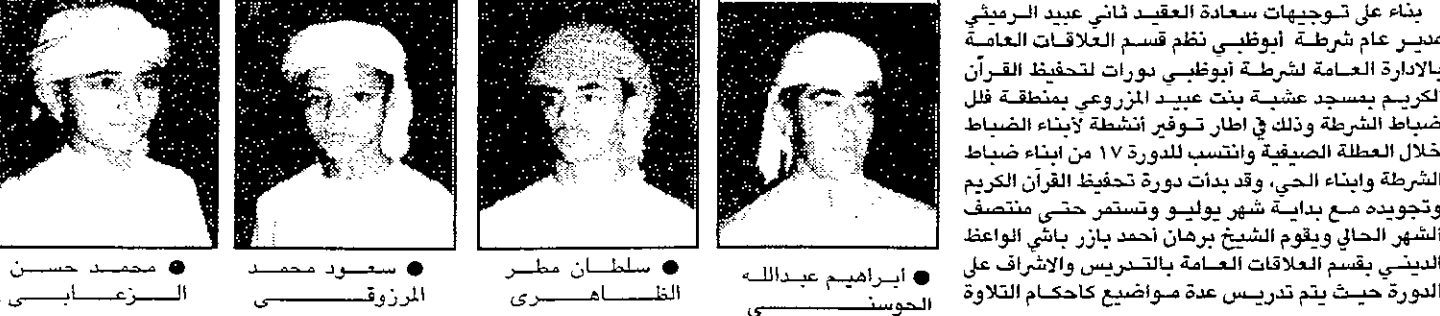 بناء على توجيهات سعادة العقيد ثاني عبيد الرميثي
مدير عام شرطة أبوظبي نظم قسم العلاقات العامة
بالادارة العامة لشرطة أبوظبي دورات لتحفيظ القرآن
الكريم بمسجد عشبة بنت عبيد المزروعي بمنطقة فلل
ضباط الشرطة وذلك في اطار توفير أنشطة لأبناء الضباط
خلال العطلة الصيفية وانتسب للدورة ١٧ من ابناء ضباط
الشرطة وابناء الحي، وقد بدأت دورة تحفيظ القرآن الكريم
وتجويده مع بداية شهر يوليو وتستمر حتى منتصف
الشهر الحالي ويقوم الشيخ برهان أحمد بازر باشي الواعظ
الديني بقسم العلاقات العامة بالتدريس والاشراف على
الدورة حيث يتم تدريس عدة مواضيع كاحكام التلاوة
● ابراهيم عبدالله
الحوسني
● سلطان مطر
الظاهري
● سعود محمد
المرزوقي
● محمد حسن
الزعابي